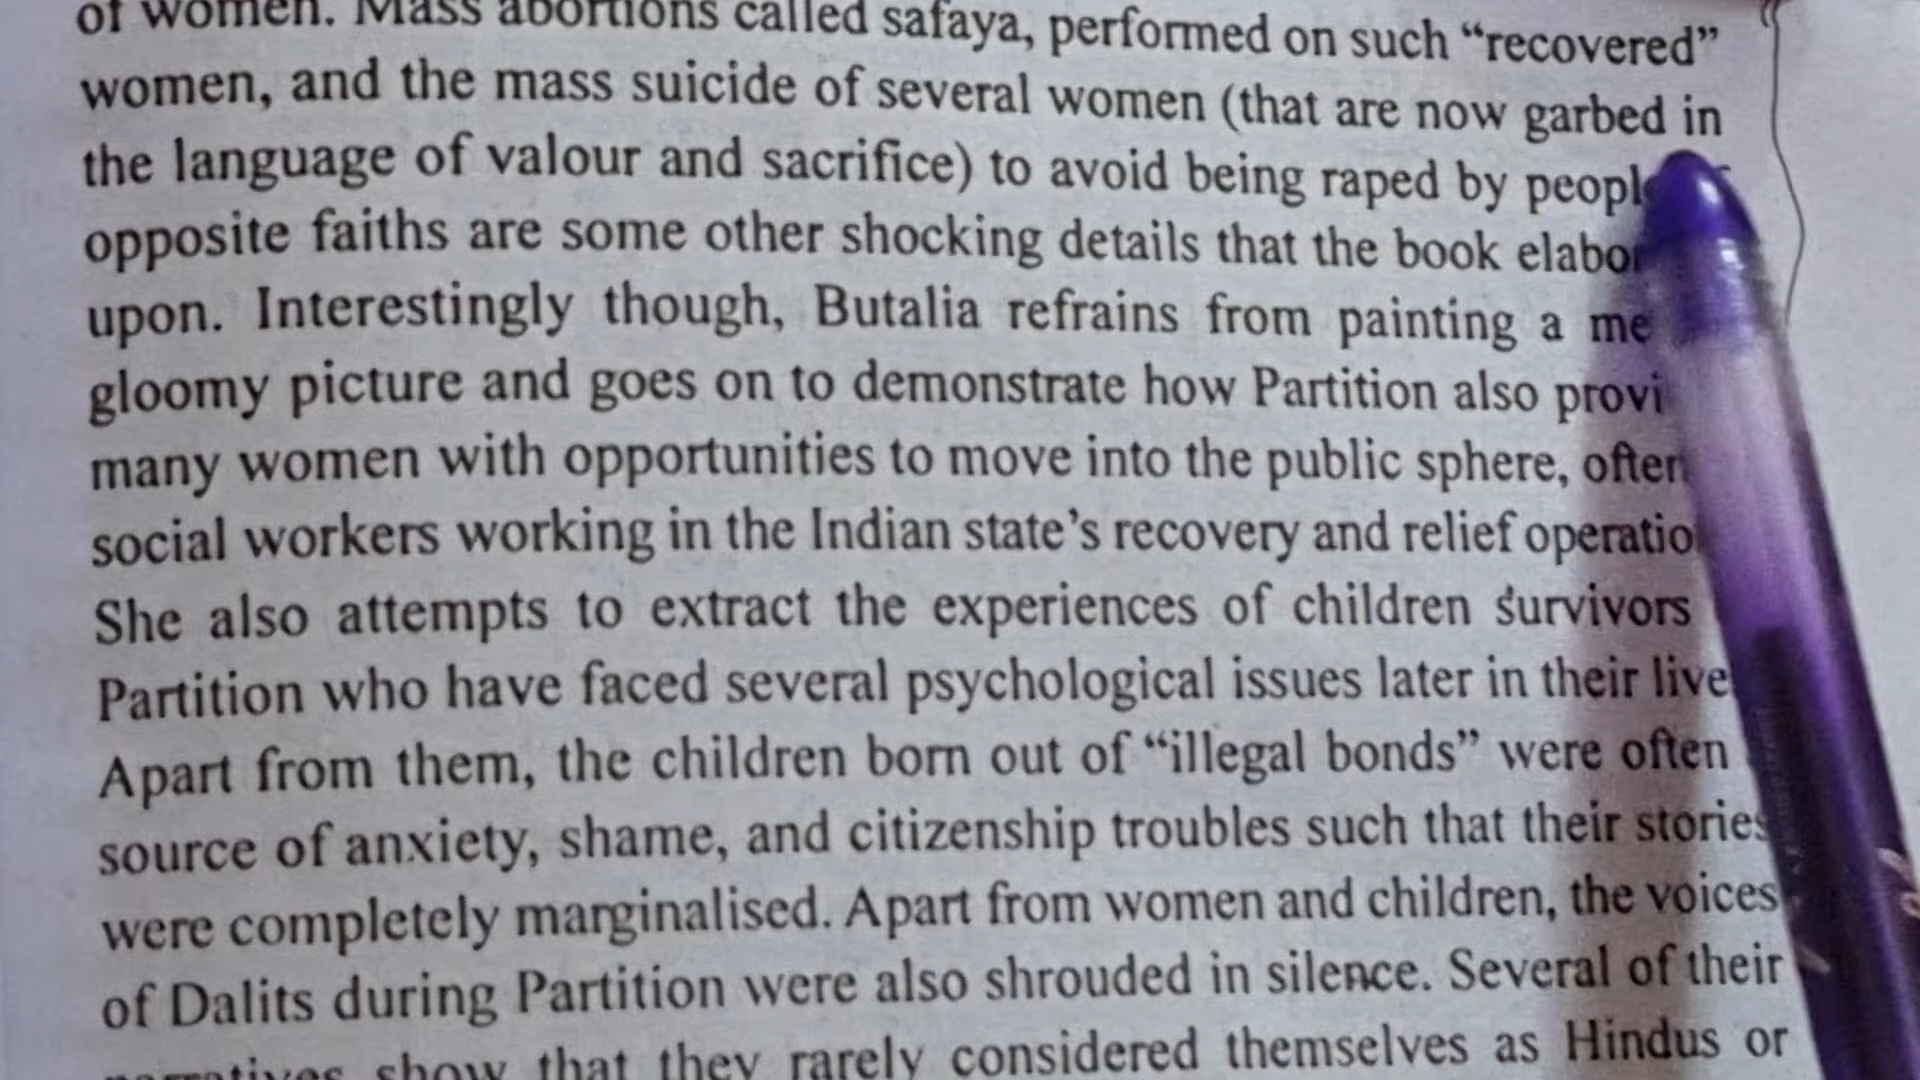 of women. Mass abortions called safaya, performed on such “recovered”
women, and the mass suicide of several women (that are now garbed in
the language of valour and sacrifice) to avoid being raped by
opposite faiths are some other shocking details that the book
upon. Interestingly though, Butalia refrains from painting a
gloomy picture and goes on to demonstrate how Partition also
many women with opportunities to move into the public sphere, often
social workers working in the Indian state’s recovery and relief
She also attempts to extract the experiences of children survivors
Partition who have faced several psychological issues later in their
Apart from them, the children born out of “illegal bonds” were often
source of anxiety, shame, and citizenship troubles such that their stories
were completely marginalised. Apart from women and children, the voices
of Dalits during Partition were also shrouded in silence. Several of their
narratives show that they rarely considered themselves as Hindus or